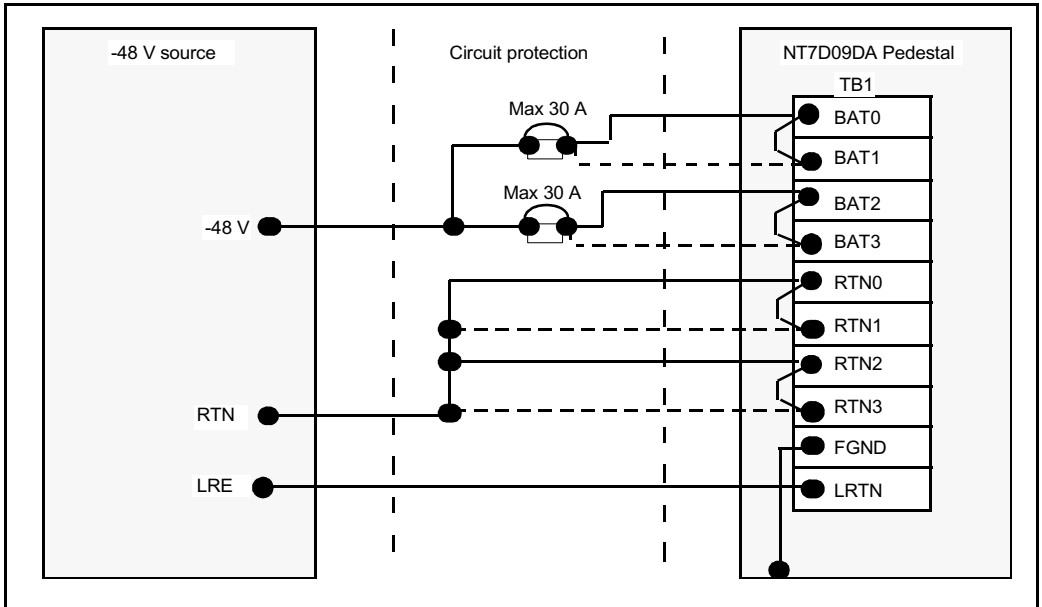 -48 V source
Circuit protection
NT7D09DA Pedestal
TB1
Max 30 A
BAT0
BAT1
Max 30 A
BAT2
-48 V
BAT3
RTN0
RTN1
RTN2
RTN
RTN3
FGND
LRE
LRTN